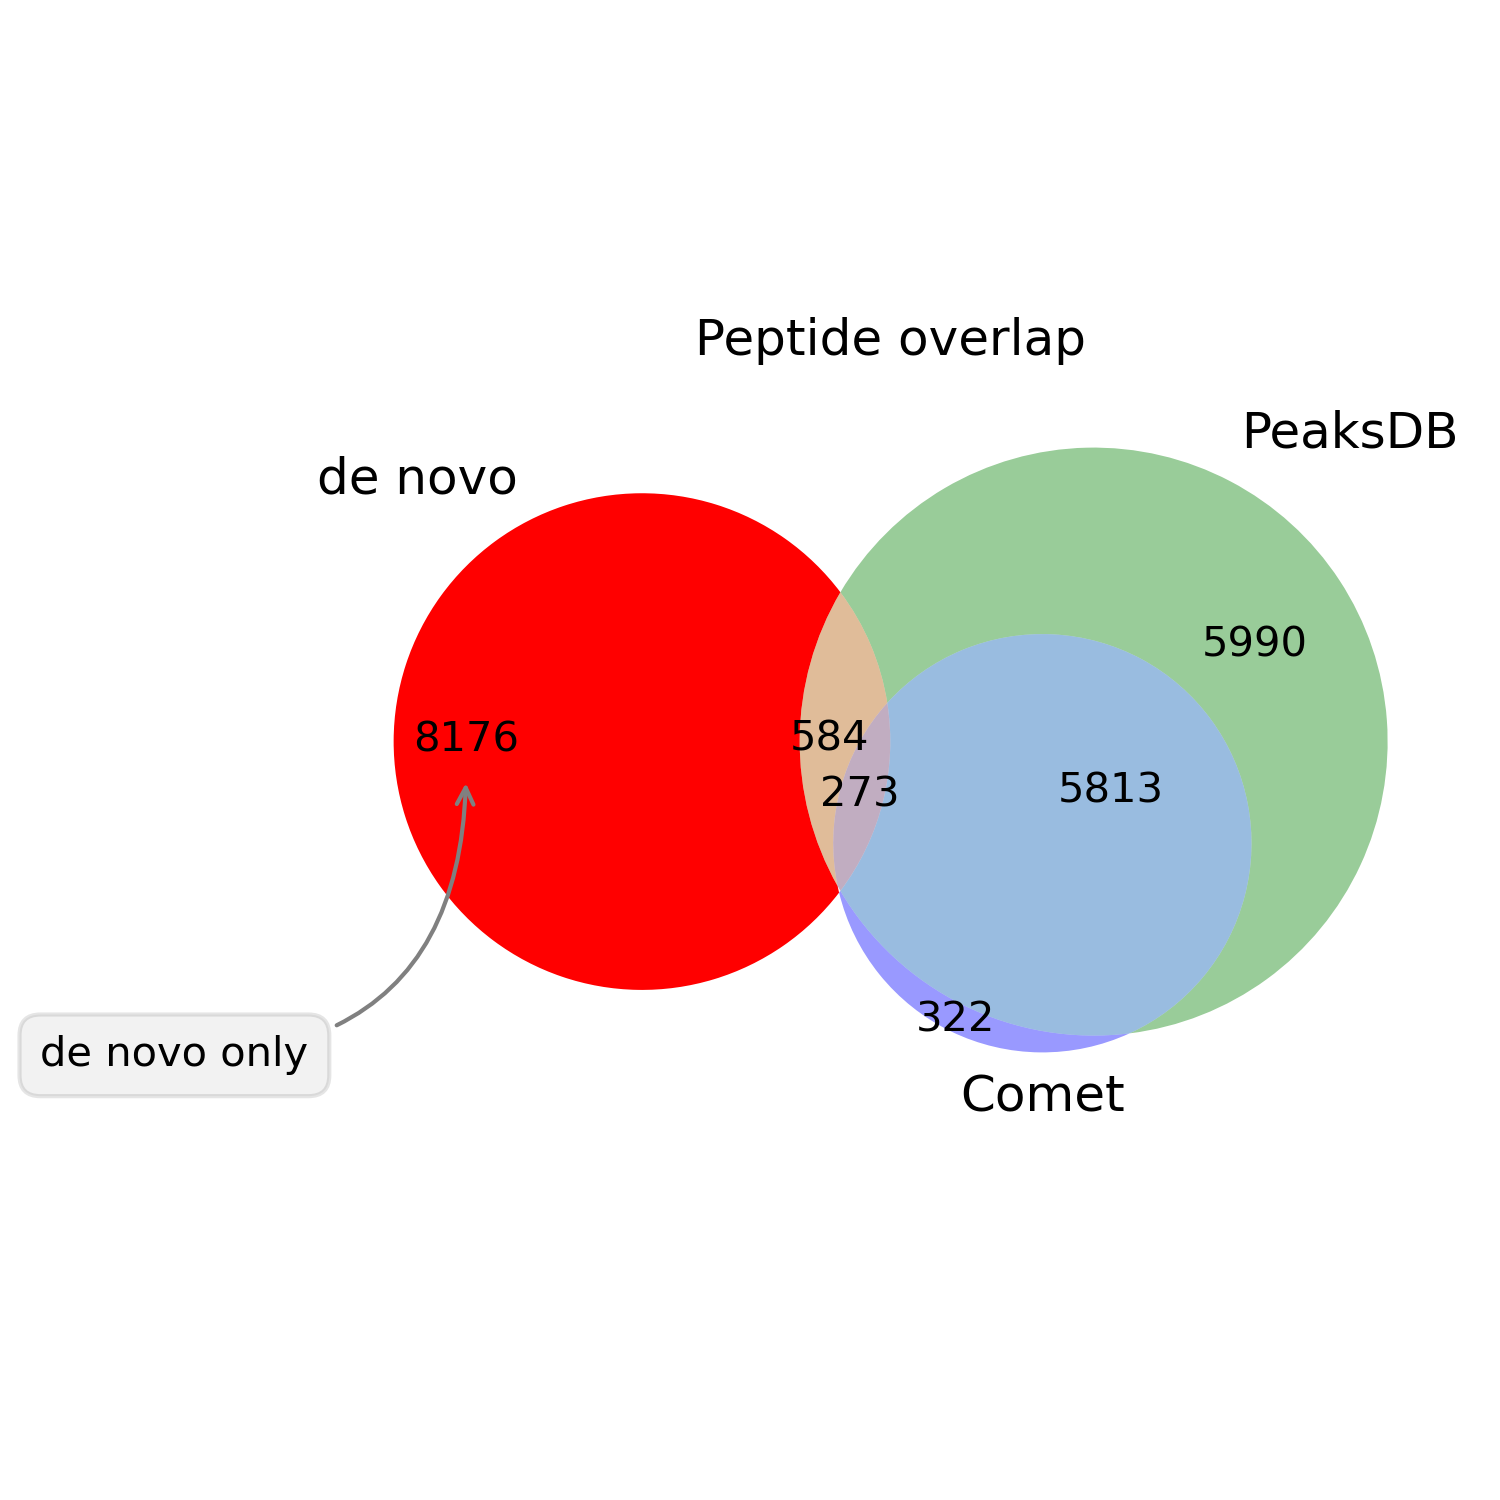 Peptide overlap
PeaksDB
de novo
5990
8176
584
273
5813
322
de novo only
Comet